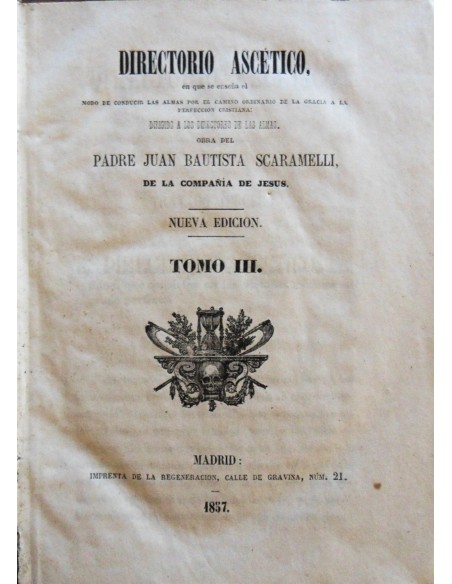 DIRECTORIO ASCÉTICO,
en que se enseña el
MODO DE CONDUCIR LAS ALMAS POR EL CAMINO ORDINARIO DE LA GRACIA A LA
PERFECCION CRISTIANA:
DIRIGIDO A LOS DIRECTORES DE LAS ALMAS.
OBRA DEL
PADRE JUAN BAUTISTA SCARAMELLI,
DE LA COMPAÑIA DE JESUS.
NUEVA EDICION.
TOMO III.
MADRID:
IMPRENTA DE LA REGENERACION, CALLE DE GRAVINA, NÚM. 21.
1857.